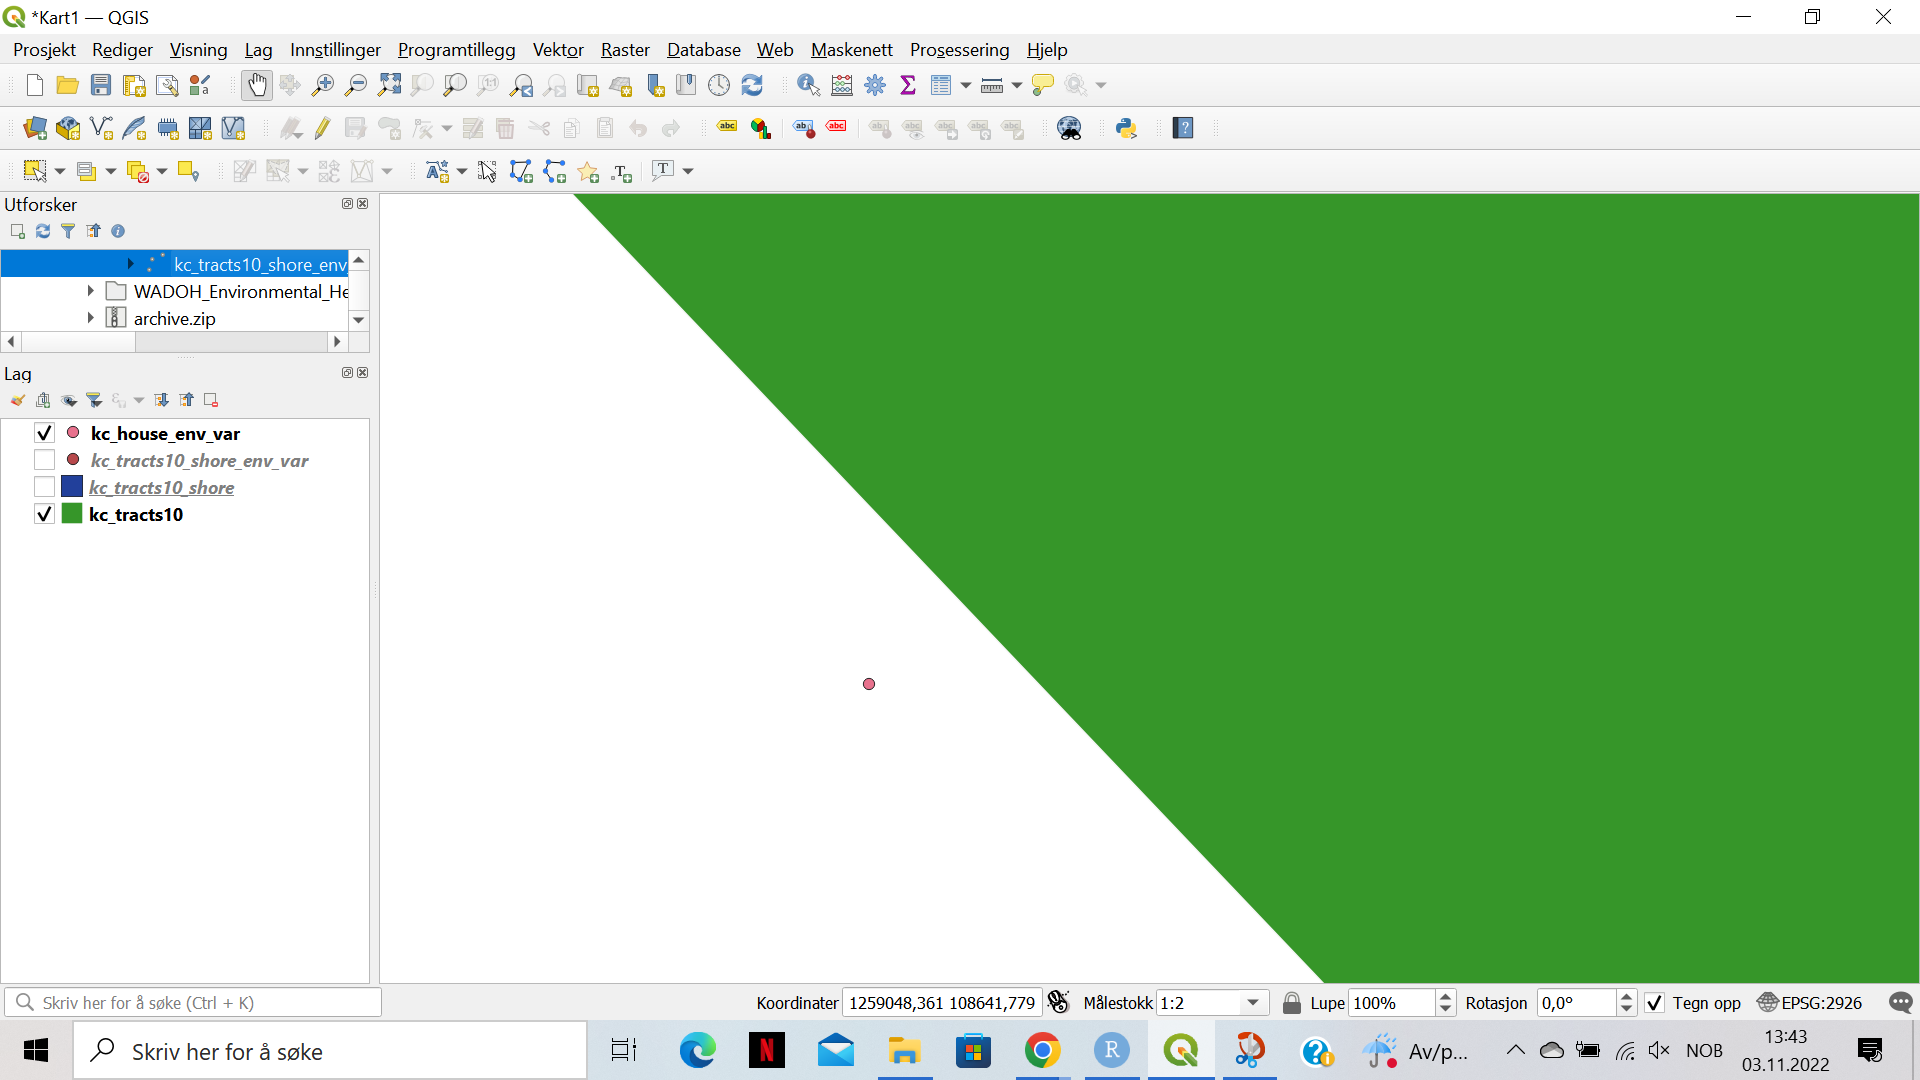 *Kart1 — QGIS
Prosjekt Rediger Visning Lag Innstillinger Programtillegg Vektor Raster Database Web Maskenett Prosessering Hjelp
Utforsker
kc_tracts10_shore_env_
WADOH_Environmental_He
archive.zip
Lag
kc_house_env_var
kc_tracts10_shore_env_var
kc_tracts10_shore
kc_tracts10
Skriv her for å søke (Ctrl + K)
Koordinater 1259048,361 108641,779 Målestokk 1:2 Lupe 100% Rotasjon 0,0° Tegn opp EPSG:2926
Skriv her for å søke
Av/p...
NOB
13:43
03.11.2022